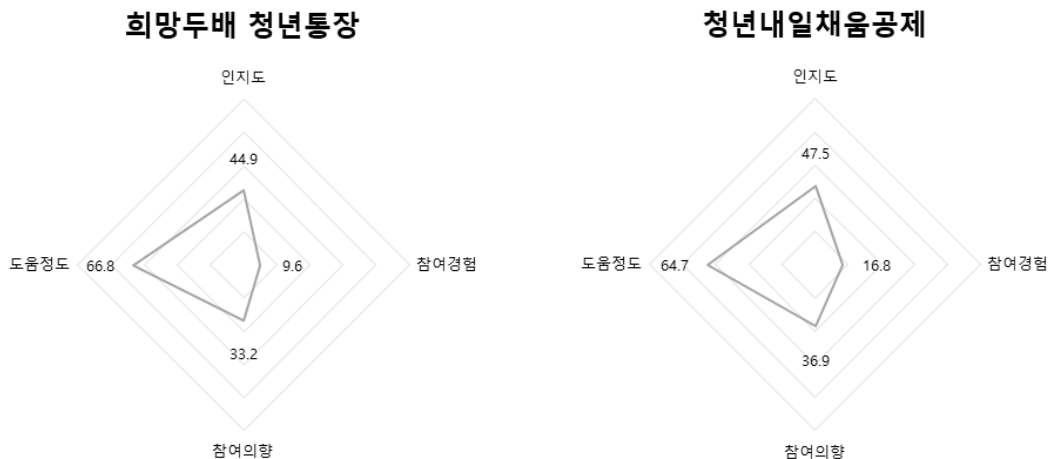 희망두배 청년통장
인지도
44.9
도움정도
66.8
9.6
참여경험
33.2
참여의향
청년내일채움공제
인지도
47.5
도움정도
64.7
16.8
참여경험
36.9
참여의향